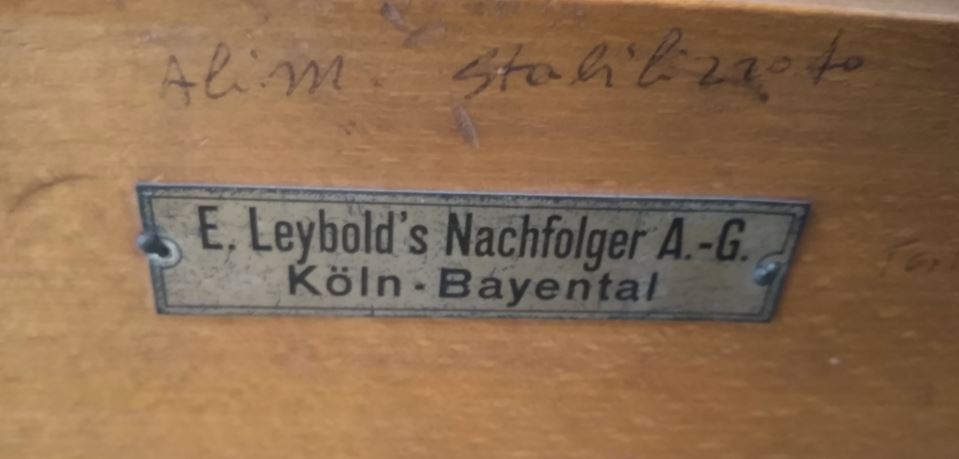 Alim. Stabilizzato
E. Leybold's Nachfolger A.-G.
Köln-Bayental